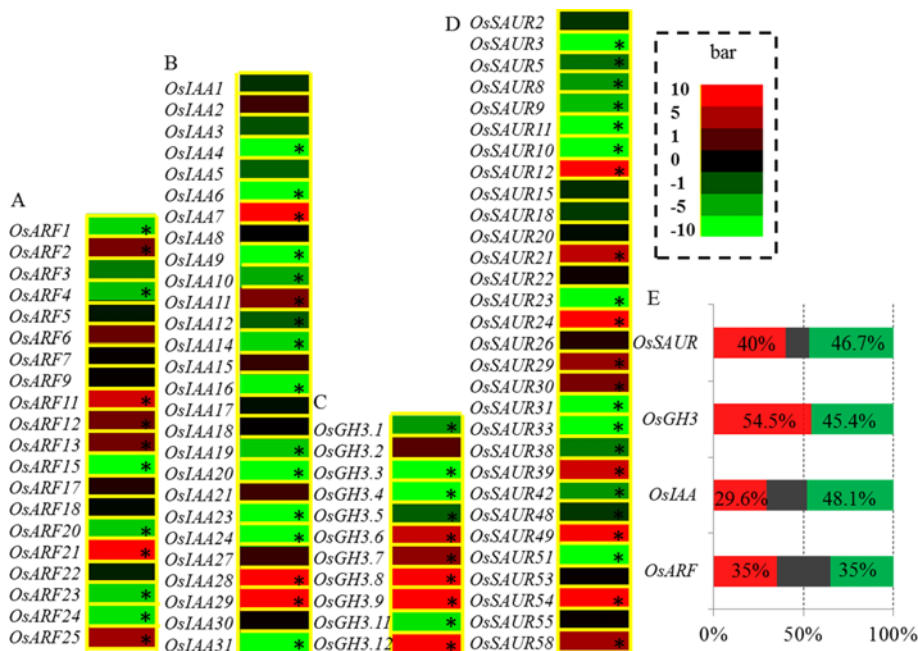 A
OsARF1 *
OsARF2 *
OsARF3
OsARF4 *
OsARF5
OsARF6
OsARF7
OsARF9
OsARF11 *
OsARF12 *
OsARF13 *
OsARF15 *
OsARF17
OsARF18
OsARF20 *
OsARF21 *
OsARF22
OsARF23 *
OsARF24 *
OsARF25 *
B
OsIAA1
OsIAA2
OsIAA3
OsIAA4 *
OsIAA5
OsIAA6 *
OsIAA7 *
OsIAA8
OsIAA9 *
OsIAA10 *
OsIAA11 *
OsIAA12 *
OsIAA14 *
OsIAA15
OsIAA16 *
OsIAA17
OsIAA18
OsIAA19 *
OsIAA20 *
OsIAA21
OsIAA23 *
OsIAA24 *
OsIAA27
OsIAA28 *
OsIAA29 *
OsIAA30
OsIAA31 *
C
OsGH3.1 *
OsGH3.2
OsGH3.3 *
OsGH3.4 *
OsGH3.5 *
OsGH3.6 *
OsGH3.7 *
OsGH3.8 *
OsGH3.9 *
OsGH3.11 *
OsGH3.12 *
D
OsSAUR2
OsSAUR3 *
OsSAUR5 *
OsSAUR8 *
OsSAUR9 *
OsSAUR11 *
OsSAUR10 *
OsSAUR12 *
OsSAUR15
OsSAUR18
OsSAUR20
OsSAUR21 *
OsSAUR22
OsSAUR23 *
OsSAUR24 *
OsSAUR26
OsSAUR29 *
OsSAUR30 *
OsSAUR31 *
OsSAUR33 *
OsSAUR38 *
OsSAUR39 *
OsSAUR42 *
OsSAUR48 *
OsSAUR49 *
OsSAUR51 *
OsSAUR53
OsSAUR54 *
OsSAUR55
OsSAUR58 *
bar
10
5
1
0
-1
-5
-10
E
OsSAUR 40% 46.7%
OsGH3 54.5% 45.4%
OsIAA 29.6% 48.1%
OsARF 35% 35%
0% 50% 100%